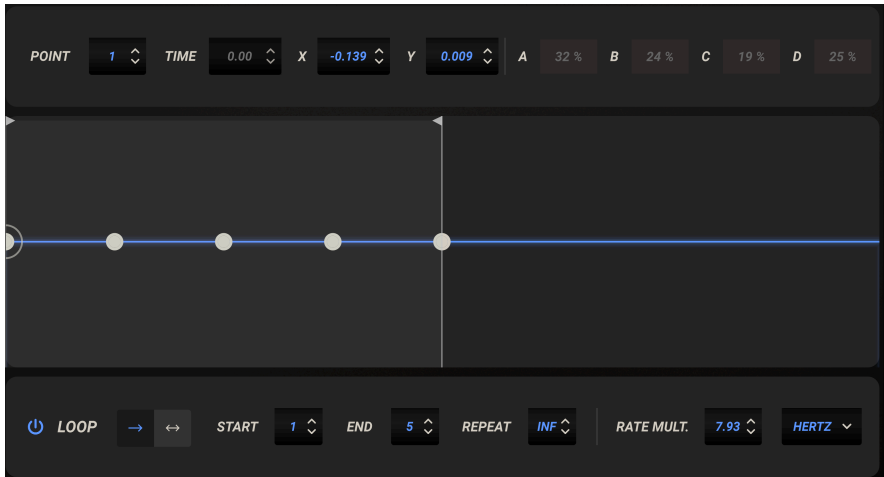 POINT 1 TIME 0.00 X -0.139 Y 0.009 A 32 % B 24 % C 19 % D 25 %
LOOP START 1 END 5 REPEAT INF RATE MULT. 7.93 HERTZ